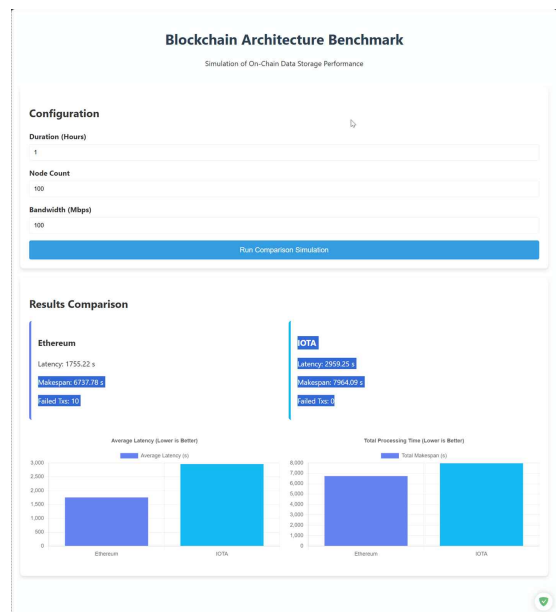 Blockchain Architecture Benchmark
Simulation of On-Chain Data Storage Performance
Configuration
Duration (Hours)
1
Node Count
100
Bandwidth (Mbps)
100
Run Comparison Simulation
Results Comparison
Ethereum
Latency: 1755.22 s
Makespan: 6737.78 s
Failed Txs: 10
IOTA
Latency: 2959.25 s
Makespan: 7964.09 s
Failed Txs: 0
Average Latency (Lower is Better)
Average Latency (s)
3,000
2,500
2,000
1,500
1,000
500
0
Ethereum IOTA
Total Processing Time (Lower is Better)
Total Makespan (s)
8,000
7,000
6,000
5,000
4,000
3,000
2,000
1,000
0
Ethereum IOTA